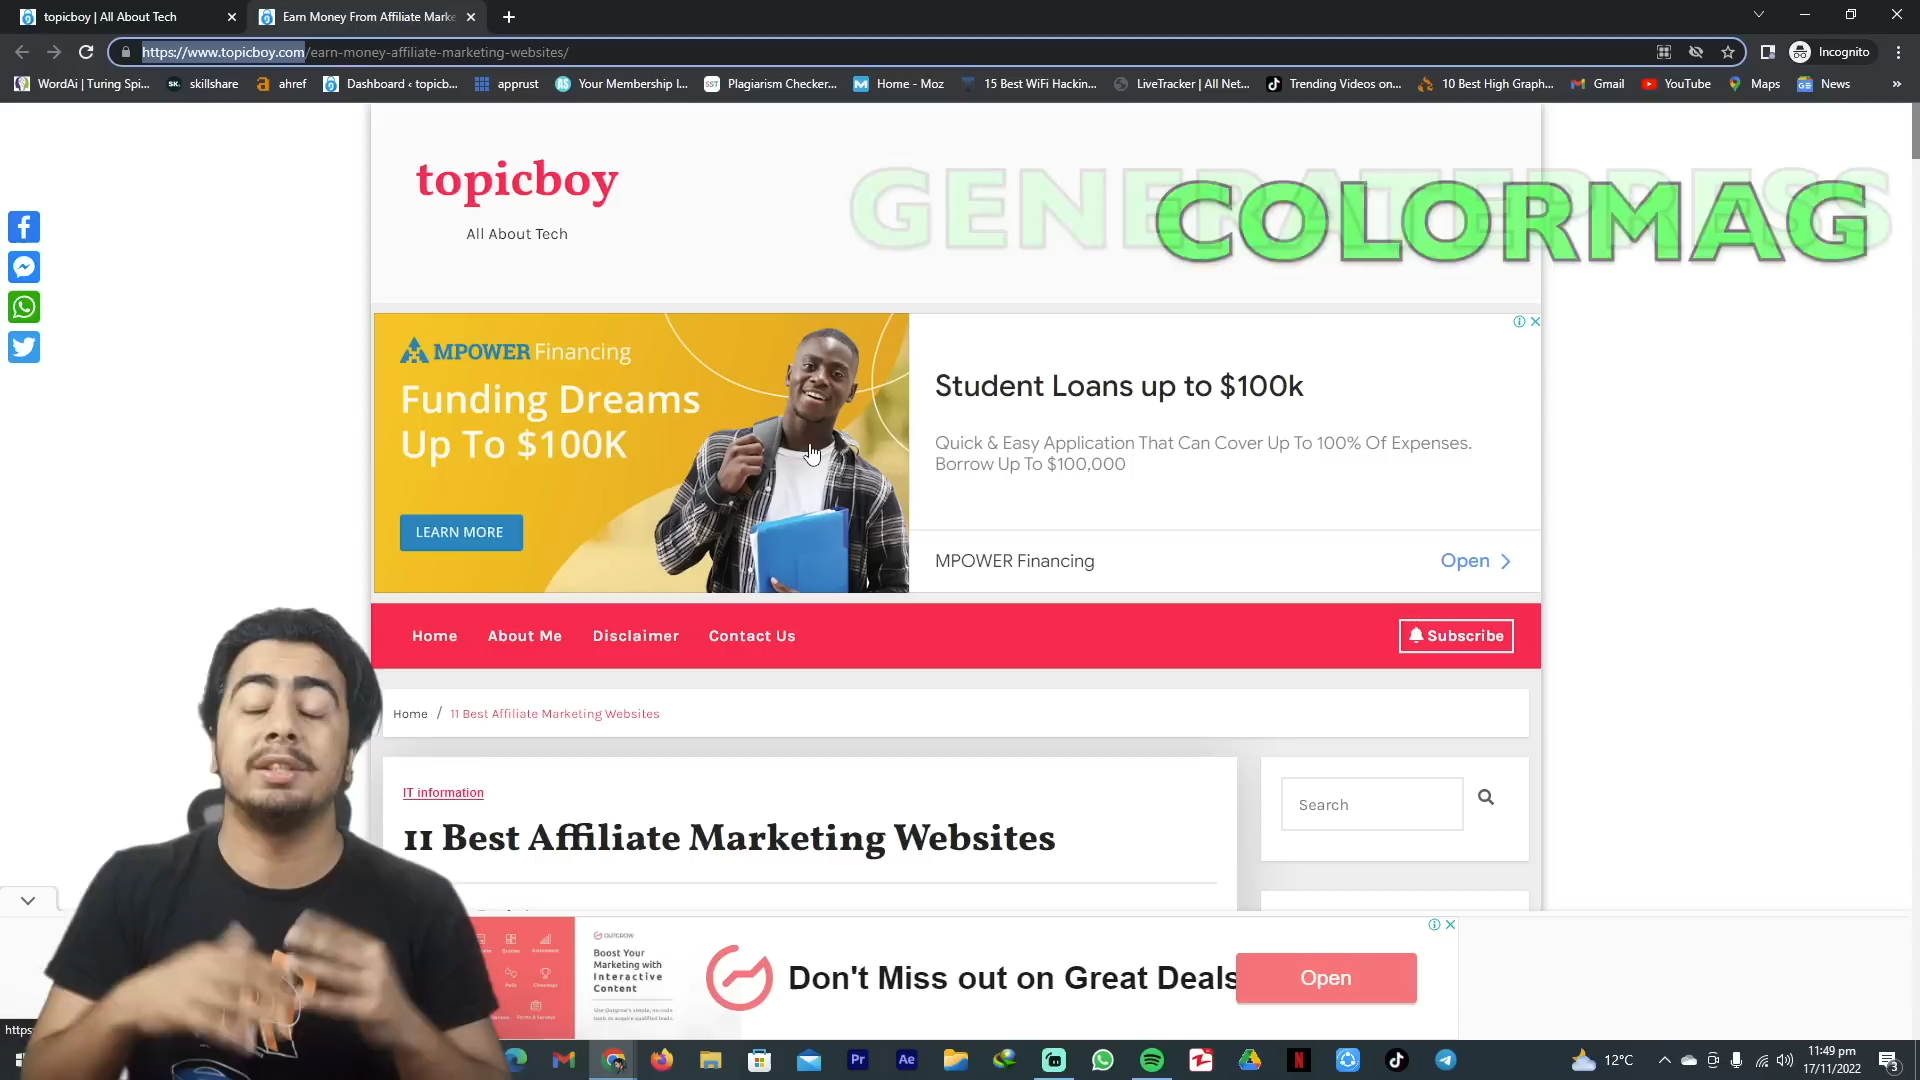 topicboy | All About Tech
Earn Money From Affiliate Marke
https://www.topicboy.com/earn-money-affiliate-marketing-websites/
Incognito
WordAi | Turing Spi...
skillshare
ahref
Dashboard ‹ topicb...
apprust
Your Membership I...
Plagiarism Checker...
Home - Moz
15 Best WiFi Hackin...
LiveTracker | All Net...
Trending Videos on...
10 Best High Graph...
Gmail
YouTube
Maps
News
topicboy
All About Tech
GENERATEPRESS
COLORMAG
MPOWER Financing
Funding Dreams
Up To $100K
LEARN MORE
Student Loans up to $100k
Quick & Easy Application That Can Cover Up To 100% Of Expenses.
Borrow Up To $100,000
MPOWER Financing
Open
Home
About Me
Disclaimer
Contact Us
Subscribe
Home / 11 Best Affiliate Marketing Websites
IT information
11 Best Affiliate Marketing Websites
Search
OUTGROW
Boost Your
Marketing with
Interactive
Content
Don't Miss out on Great Deals
Open
https
Pr
Ae
12°C
11:49 pm
17/11/2022
3